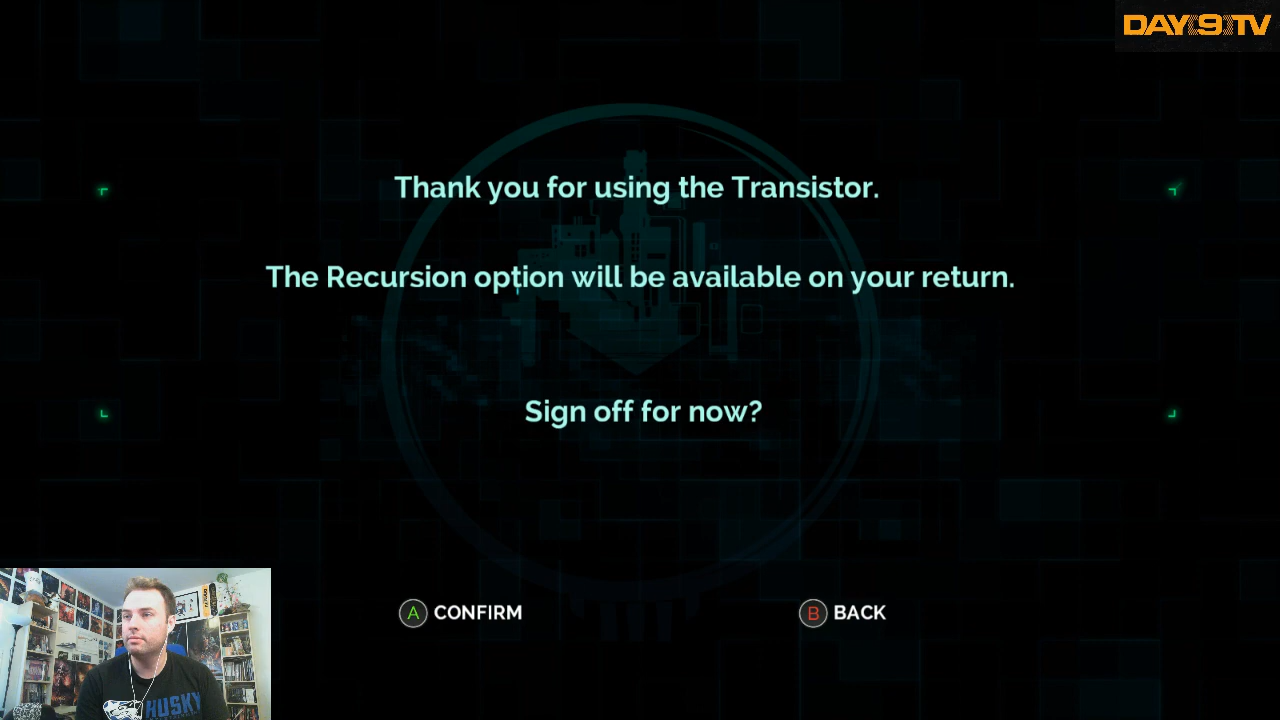 DAY[9]TV
Thank you for using the Transistor.
The Recursion option will be available on your return.
Sign off for now?
A CONFIRM
B BACK
HUSKY